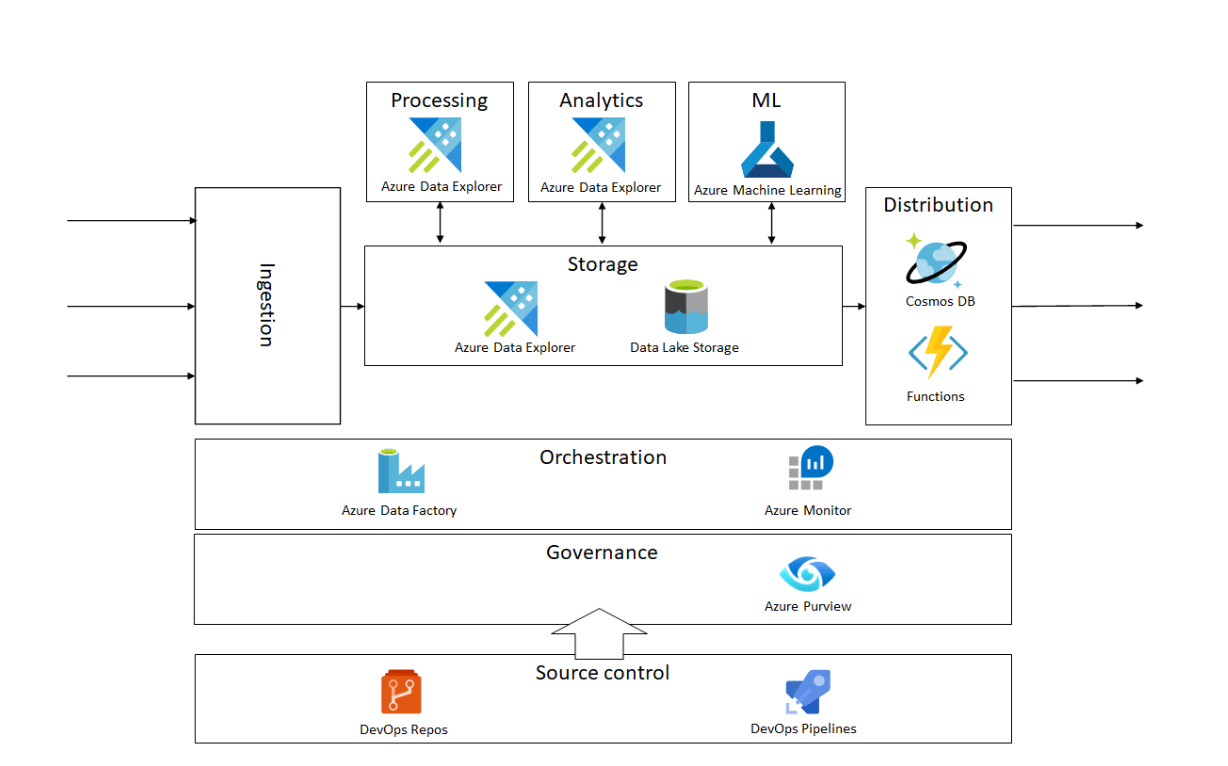 Processing
Azure Data Explorer
Analytics
Azure Data Explorer
ML
Azure Machine Learning
Ingestion
Storage
Azure Data Explorer
Data Lake Storage
Distribution
Cosmos DB
Functions
Orchestration
Azure Data Factory
Azure Monitor
Governance
Azure Purview
Source control
DevOps Repos
DevOps Pipelines